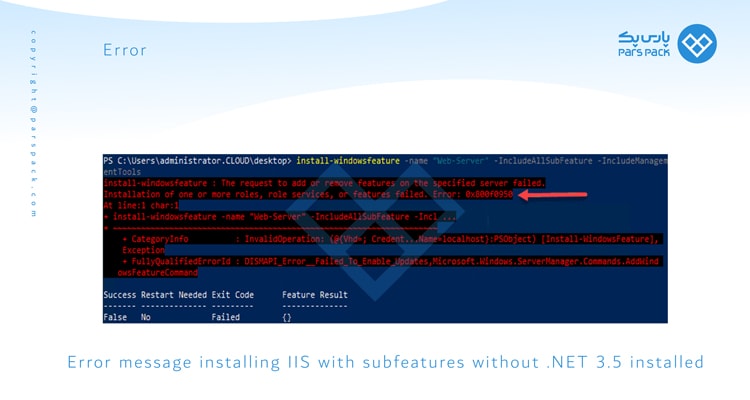 Error
پارس پک
PARS PACK
copyright@parspack.com
PS C:\Users\administrator.CLOUD\desktop> install-windowsfeature -name "Web-Server" -IncludeAllSubFeature -IncludeManagem
entTools
install-windowsfeature : The request to add or remove features on the specified server failed.
Installation of one or more roles, role services, or features failed. Error: 0x800f0950
At line:1 char:1
+ install-windowsfeature -name "Web-Server" -IncludeAllSubFeature -Incl ...
+ ~~~~~~~~~~~~~~~~~~~~~~~~~~~~~~~~~~~~~~~~~~~~~~~~~~~~~~~~~~~~~~~~~
+ CategoryInfo : InvalidOperation: (@{Vhd=; Credent...Name=localhost}:PSObject) [Install-WindowsFeature],
Exception
+ FullyQualifiedErrorId : DISMAPI_Error__Failed_To_Enable_Updates,Microsoft.Windows.ServerManager.Commands.AddWind
owsFeatureCommand
Success Restart Needed Exit Code Feature Result
------- -------------- --------- --------------
False No Failed {}
Error message installing IIS with subfeatures without .NET 3.5 installed